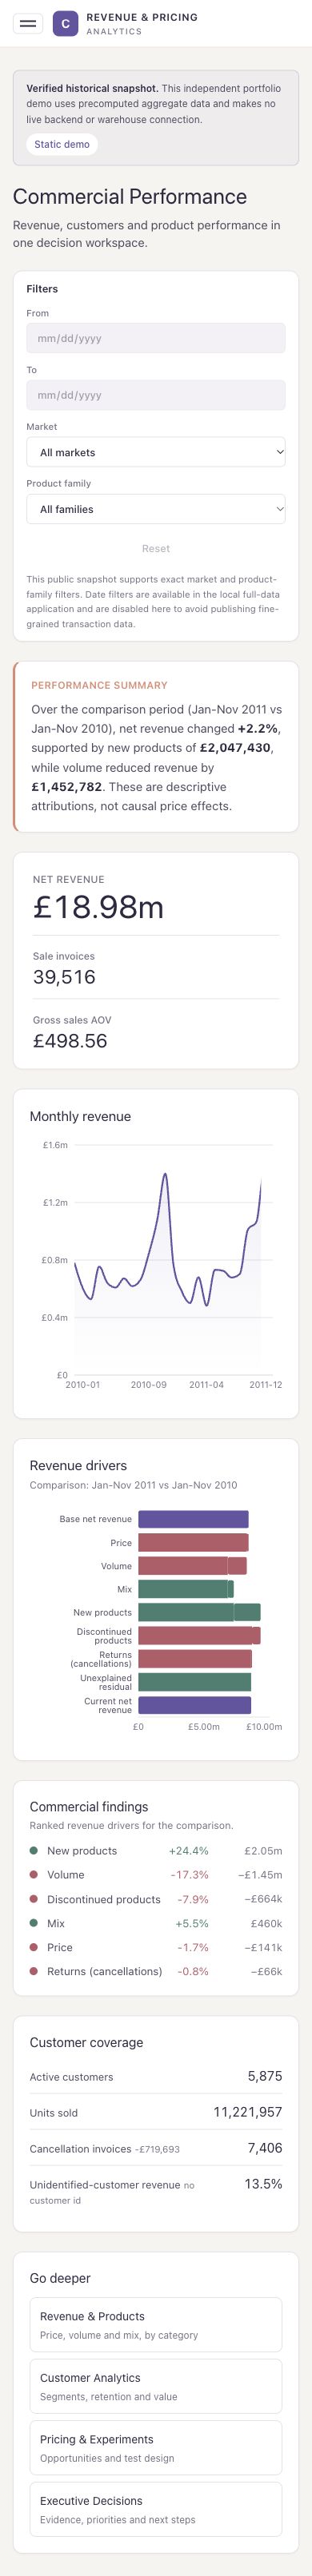 C
REVENUE & PRICING
ANALYTICS
Verified historical snapshot. This independent portfolio
demo uses precomputed aggregate data and makes no
live backend or warehouse connection.
Static demo
Commercial Performance
Revenue, customers and product performance in
one decision workspace.
Filters
From
mm/dd/yyyy
To
mm/dd/yyyy
Market
All markets
Product family
All families
Reset
This public snapshot supports exact market and product-
family filters. Date filters are available in the local full-data
application and are disabled here to avoid publishing fine-
grained transaction data.
PERFORMANCE SUMMARY
Over the comparison period (Jan-Nov 2011 vs
Jan-Nov 2010), net revenue changed +2.2%,
supported by new products of £2,047,430,
while volume reduced revenue by
£1,452,782. These are descriptive
attributions, not causal price effects.
NET REVENUE
£18.98m
Sale invoices
39,516
Gross sales AOV
£498.56
Monthly revenue
£1.6m
£1.2m
£0.8m
£0.4m
£0
2010-01 2010-09 2011-04 2011-12
Revenue drivers
Comparison: Jan-Nov 2011 vs Jan-Nov 2010
Base net revenue
Price
Volume
Mix
New products
Discontinued
products
Returns
(cancellations)
Unexplained
residual
Current net
revenue
£0 £5.00m £10.00m
Commercial findings
Ranked revenue drivers for the comparison.
New products +24.4% £2.05m
Volume -17.3% −£1.45m
Discontinued products -7.9% −£664k
Mix +5.5% £460k
Price -1.7% −£141k
Returns (cancellations) -0.8% −£66k
Customer coverage
Active customers 5,875
Units sold 11,221,957
Cancellation invoices -£719,693 7,406
Unidentified-customer revenue no 13.5%
customer id
Go deeper
Revenue & Products
Price, volume and mix, by category
Customer Analytics
Segments, retention and value
Pricing & Experiments
Opportunities and test design
Executive Decisions
Evidence, priorities and next steps